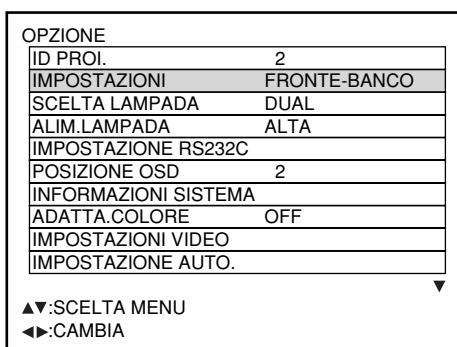 OPZIONE
ID PROI. 2
IMPOSTAZIONI FRONTE-BANCO
SCELTA LAMPADA DUAL
ALIM.LAMPADA ALTA
IMPOSTAZIONE RS232C
POSIZIONE OSD 2
INFORMAZIONI SISTEMA
ADATTA.COLORE OFF
IMPOSTAZIONI VIDEO
IMPOSTAZIONE AUTO.
▼
▲▼:SCELTA MENU
◀▶:CAMBIA